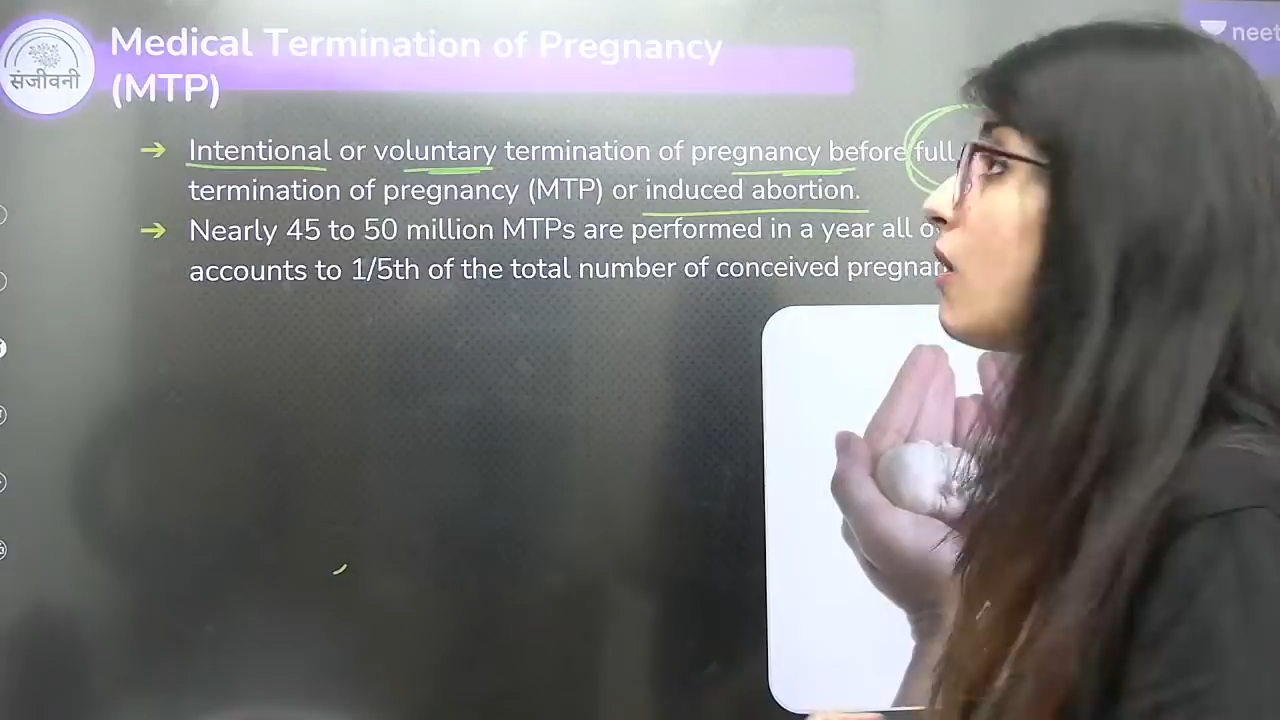 संजीवनी
Medical Termination of Pregnancy
(MTP)
neet
→ Intentional or voluntary termination of pregnancy before full
termination of pregnancy (MTP) or induced abortion.
→ Nearly 45 to 50 million MTPs are performed in a year all
accounts to 1/5th of the total number of conceived